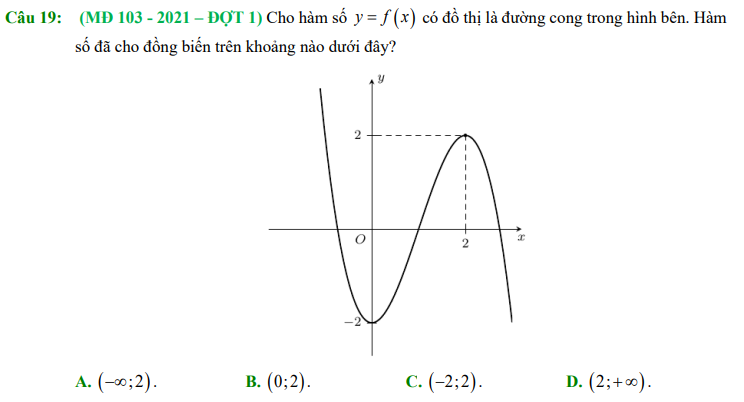 Câu 19: (MĐ 103 - 2021 – ĐỢT 1) Cho hàm số y = f(x) có đồ thị là đường cong trong hình bên. Hàm
số đã cho đồng biến trên khoảng nào dưới đây?
y
2
O
2
x
−2
A. (−∞;2). B. (0;2). C. (−2;2). D. (2;+∞).